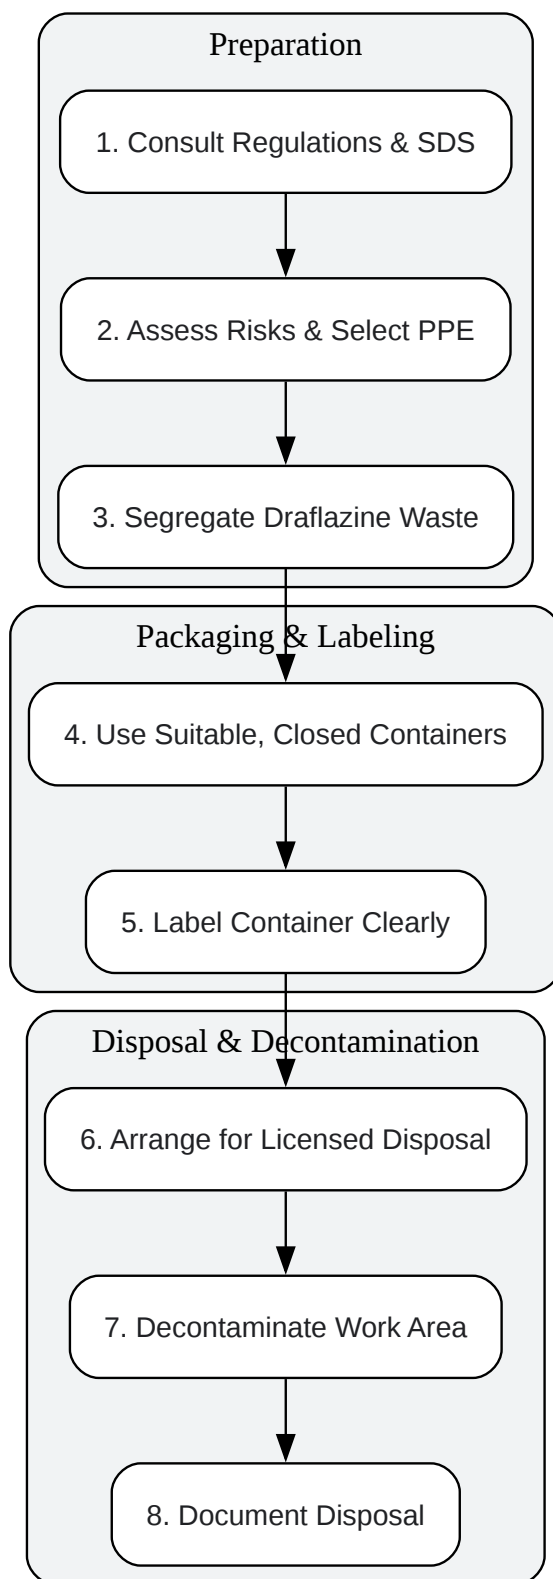 Preparation
1. Consult Regulations & SDS
2. Assess Risks & Select PPE
3. Segregate Draflazine Waste
Packaging & Labeling
4. Use Suitable, Closed Containers
5. Label Container Clearly
Disposal & Decontamination
6. Arrange for Licensed Disposal
7. Decontaminate Work Area
8. Document Disposal